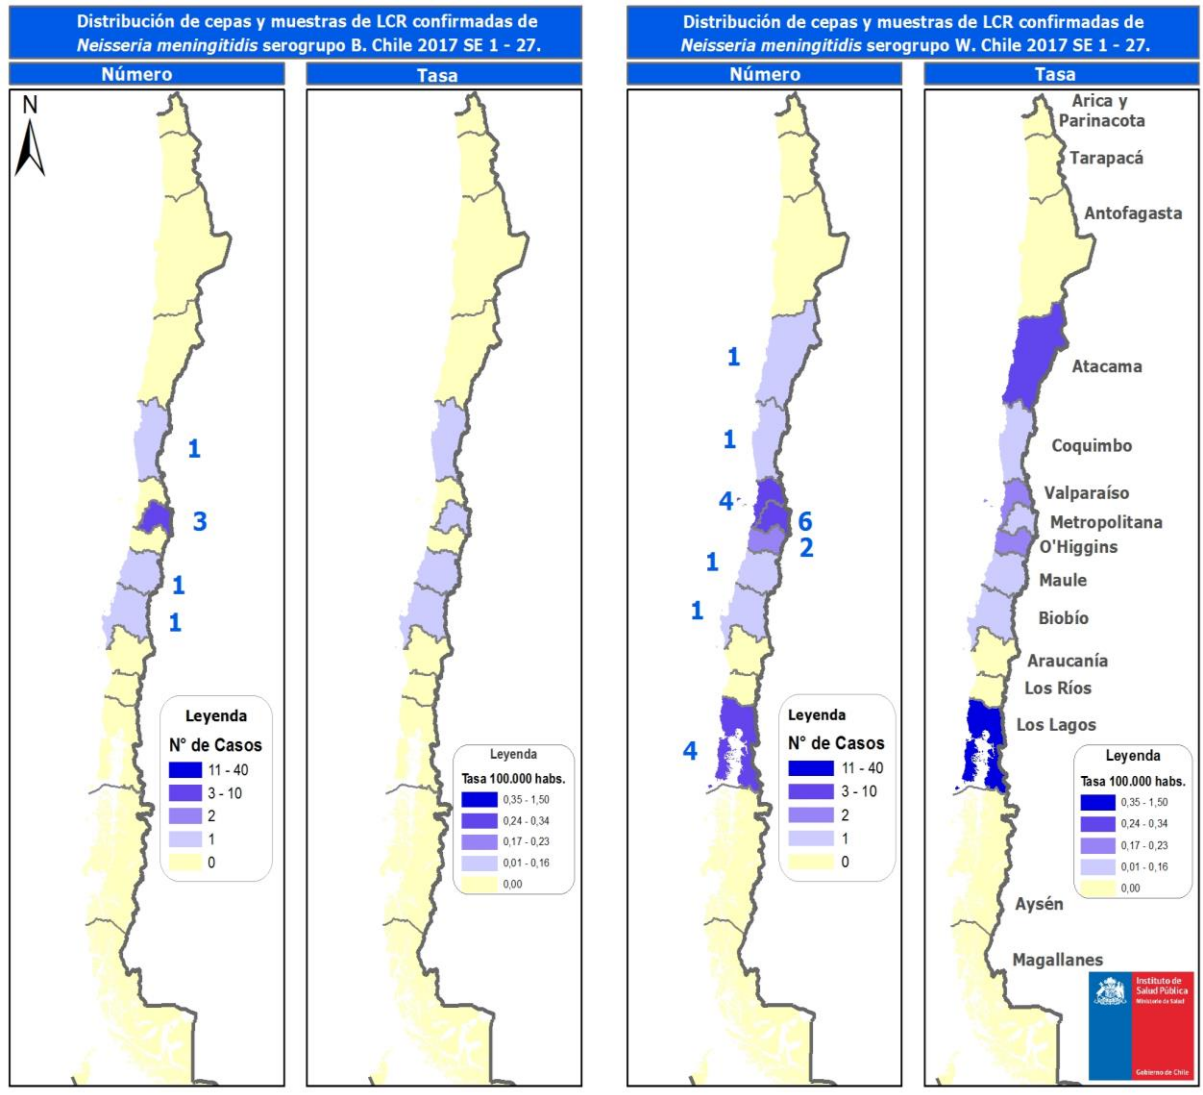 Distribución de cepas y muestras de LCR confirmadas de
Neisseria meningitidis serogrupo B. Chile 2017 SE 1 - 27.
Número
Tasa
N
1
3
1
1
Leyenda
N° de Casos
11 - 40
3 - 10
2
1
0
Leyenda
Tasa 100.000 habs.
0,35 - 1,50
0,24 - 0,34
0,17 - 0,23
0,01 - 0,16
0,00
Distribución de cepas y muestras de LCR confirmadas de
Neisseria meningitidis serogrupo W. Chile 2017 SE 1 - 27.
Número
Tasa
1
1
4
6
2
1
1
4
Leyenda
N° de Casos
11 - 40
3 - 10
2
1
0
Arica y
Parinacota
Tarapacá
Antofagasta
Atacama
Coquimbo
Valparaíso
Metropolitana
O'Higgins
Maule
Biobío
Araucanía
Los Ríos
Los Lagos
Leyenda
Tasa 100.000 habs.
0,35 - 1,50
0,24 - 0,34
0,17 - 0,23
0,01 - 0,16
0,00
Aysén
Magallanes
Instituto de
Salud Pública
Ministerio de Salud
Gobierno de Chile